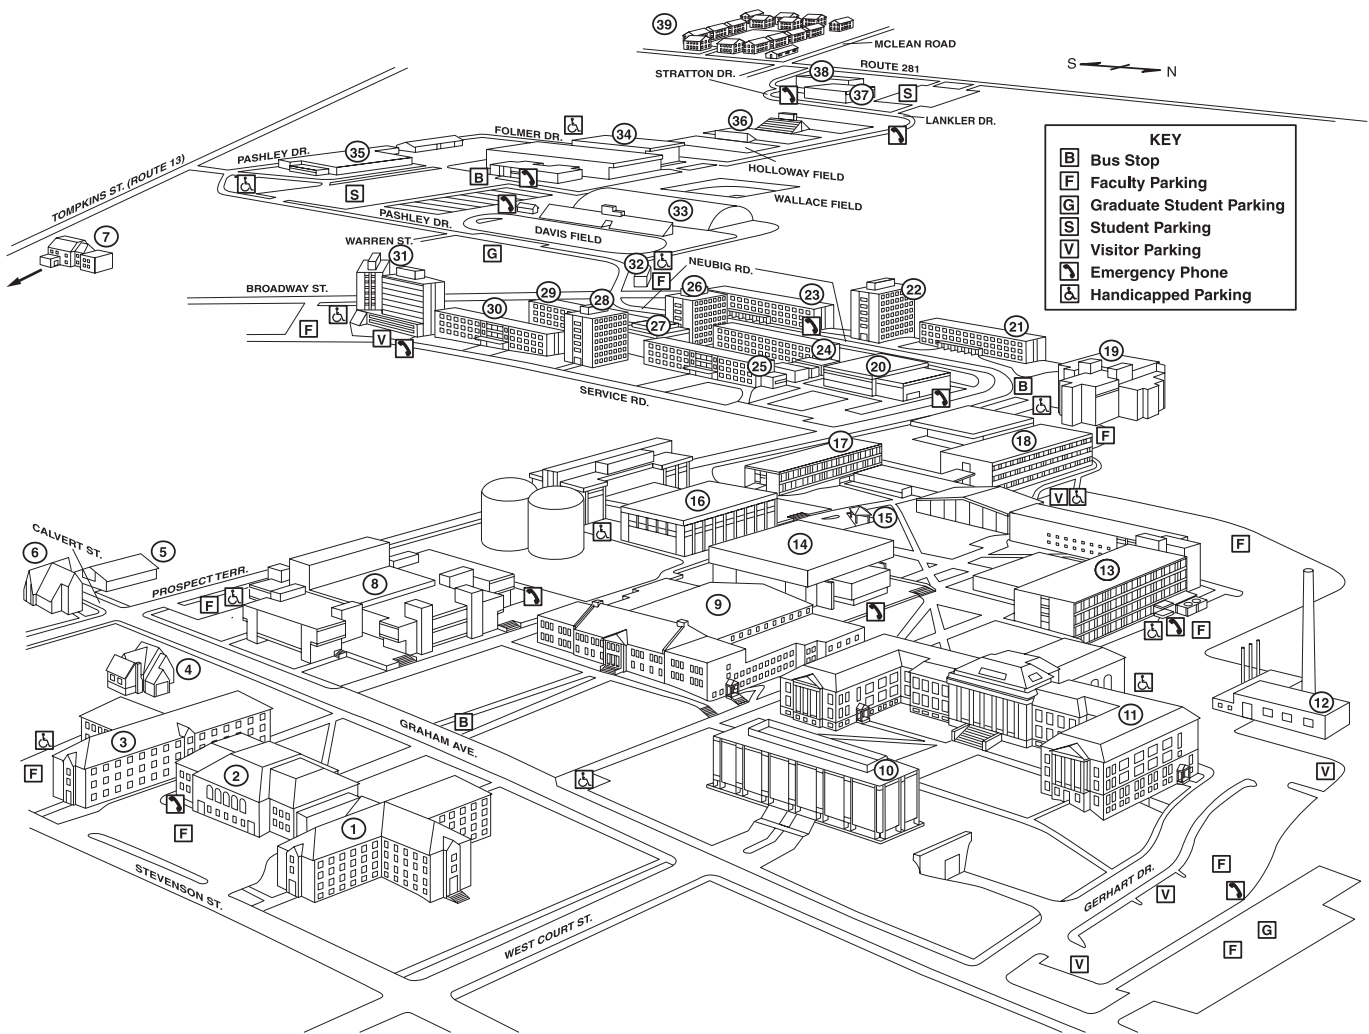 39
MCLEAN ROAD
STRATTON DR.
38
ROUTE 281
S N
37
S
36
LANKLER DR.
KEY
B Bus Stop
F Faculty Parking
G Graduate Student Parking
S Student Parking
V Visitor Parking
Emergency Phone
Handicapped Parking
FOLMER DR.
34
PASHLEY DR.
35
HOLLOWAY FIELD
TOMPKINS ST. (ROUTE 13)
B
S
WALLACE FIELD
33
PASHLEY DR.
DAVIS FIELD
7
WARREN ST.
31
G
32
NEUBIG RD.
F
BROADWAY ST.
29
28
26
23
22
30
27
21
F
V
24
25
20
19
B
SERVICE RD.
F
17
18
16
V
15
CALVERT ST.
14
F
6
5
PROSPECT TERR.
8
13
F
9
F
4
12
11
B
GRAHAM AVE.
3
10
F
2
V
F
1
STEVENSON ST.
F
GERHART DR.
V
WEST COURT ST.
G
F
V